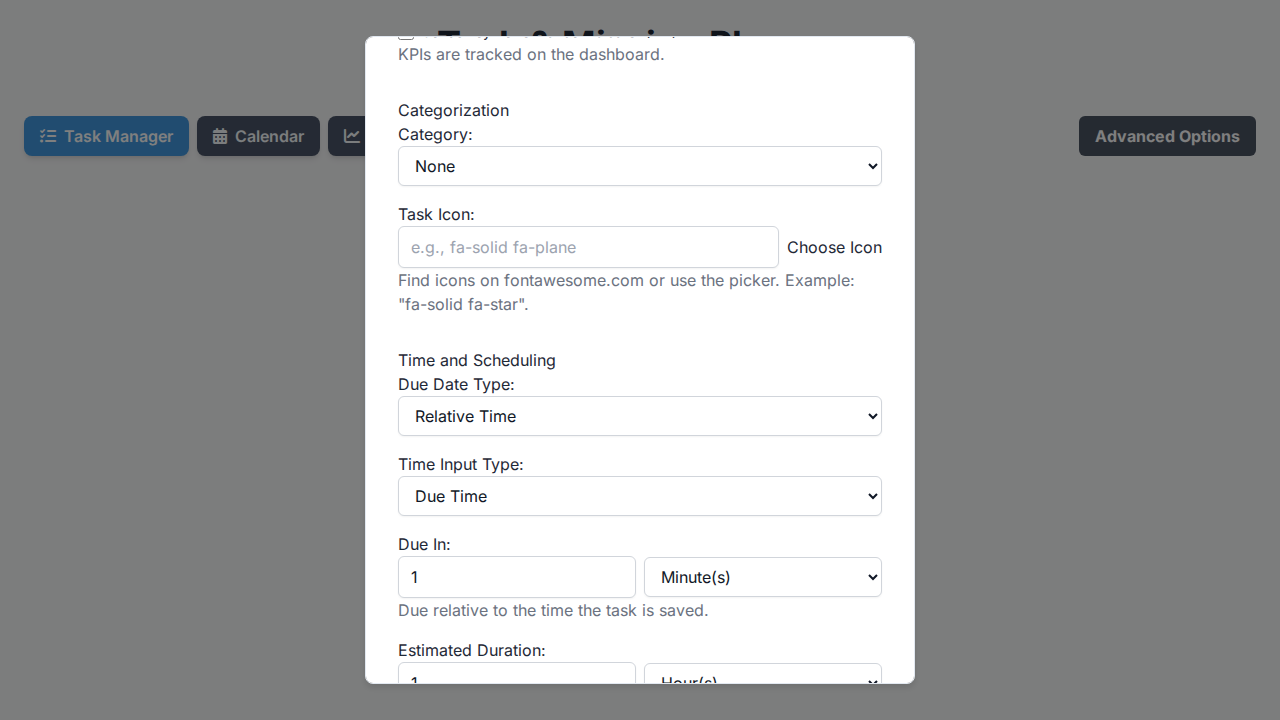 KPIs are tracked on the dashboard.
Task Manager
Calendar
Advanced Options
Categorization
Category:
None
Task Icon:
e.g., fa-solid fa-plane
Choose Icon
Find icons on fontawesome.com or use the picker. Example:
"fa-solid fa-star".
Time and Scheduling
Due Date Type:
Relative Time
Time Input Type:
Due Time
Due In:
1
Minute(s)
Due relative to the time the task is saved.
Estimated Duration:
1
Hour(s)